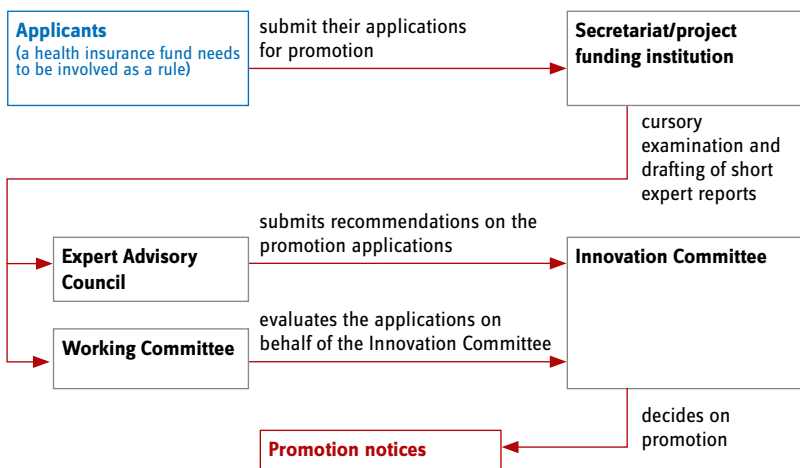 Applicants
(a health insurance fund needs
to be involved as a rule)
submit their applications
for promotion
Secretariat/project
funding institution
cursory
examination and
drafting of short
expert reports
Expert Advisory
Council
submits recommendations on the
promotion applications
Innovation Committee
Working Committee
evaluates the applications on
behalf of the Innovation Committee
decides on
promotion
Promotion notices